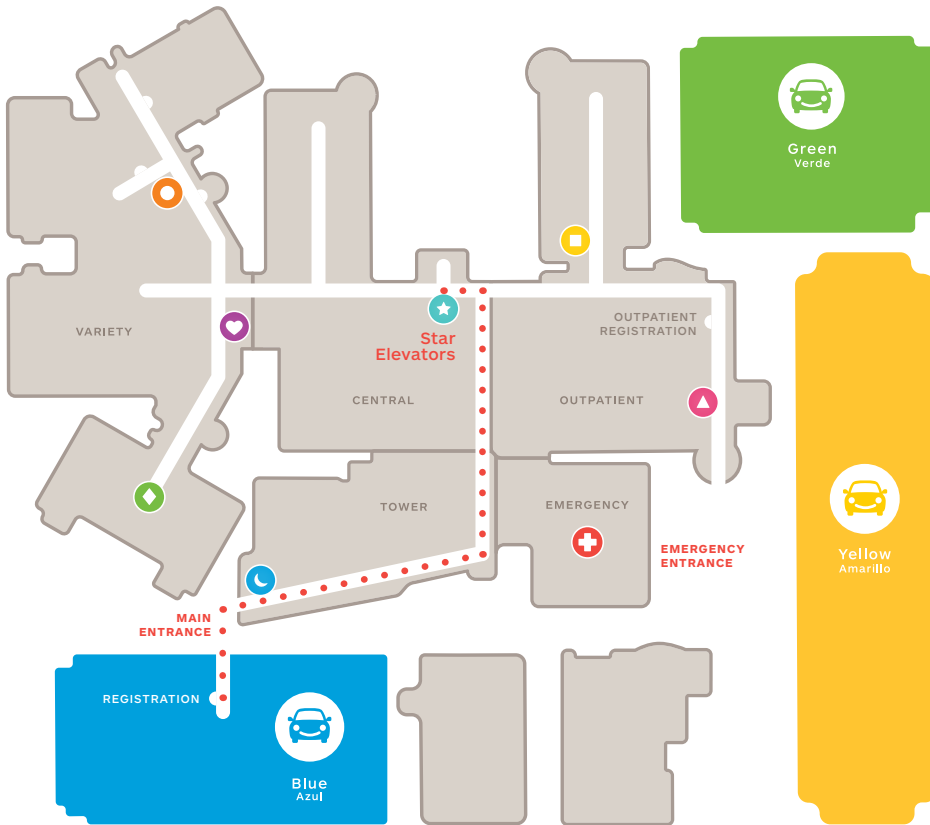 Green
Verde
OUTPATIENT
REGISTRATION
VARIETY
Star
Elevators
CENTRAL
OUTPATIENT
TOWER
EMERGENCY
EMERGENCY
ENTRANCE
Yellow
Amarillo
MAIN
ENTRANCE
REGISTRATION
Blue
Azul